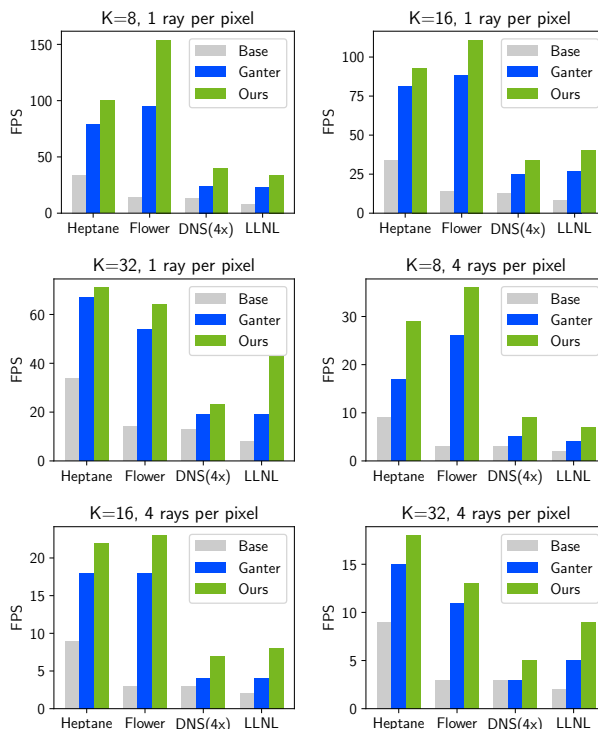 K=8, 1 ray per pixel
FPS
150
100
50
0
Base
Ganter
Ours
Heptane Flower DNS(4x) LLNL
K=16, 1 ray per pixel
FPS
100
75
50
25
0
Base
Ganter
Ours
Heptane Flower DNS(4x) LLNL
K=32, 1 ray per pixel
FPS
60
40
20
0
Base
Ganter
Ours
Heptane Flower DNS(4x) LLNL
K=8, 4 rays per pixel
FPS
30
20
10
0
Base
Ganter
Ours
Heptane Flower DNS(4x) LLNL
K=16, 4 rays per pixel
FPS
20
15
10
5
0
Base
Ganter
Ours
Heptane Flower DNS(4x) LLNL
K=32, 4 rays per pixel
FPS
15
10
5
0
Base
Ganter
Ours
Heptane Flower DNS(4x) LLNL